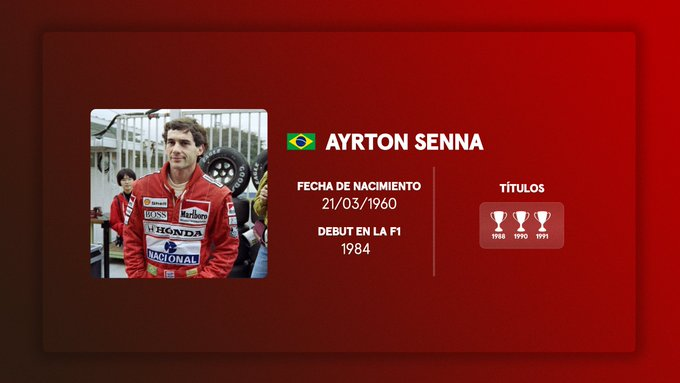 AYRTON SENNA
FECHA DE NACIMIENTO
21/03/1960
DEBUT EN LA F1
1984
TÍTULOS
1988 1990 1991
Shell
BOSS
Marlboro
HONDA
NACIONAL
GOODYEAR